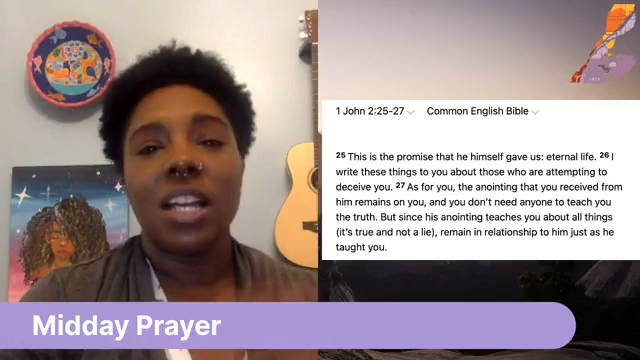 1 John 2:25-27 Common English Bible
25 This is the promise that he himself gave us: eternal life. 26 I
write these things to you about those who are attempting to
deceive you. 27 As for you, the anointing that you received from
him remains on you, and you don't need anyone to teach you
the truth. But since his anointing teaches you about all things
(it's true and not a lie), remain in relationship to him just as he
taught you.
Midday Prayer